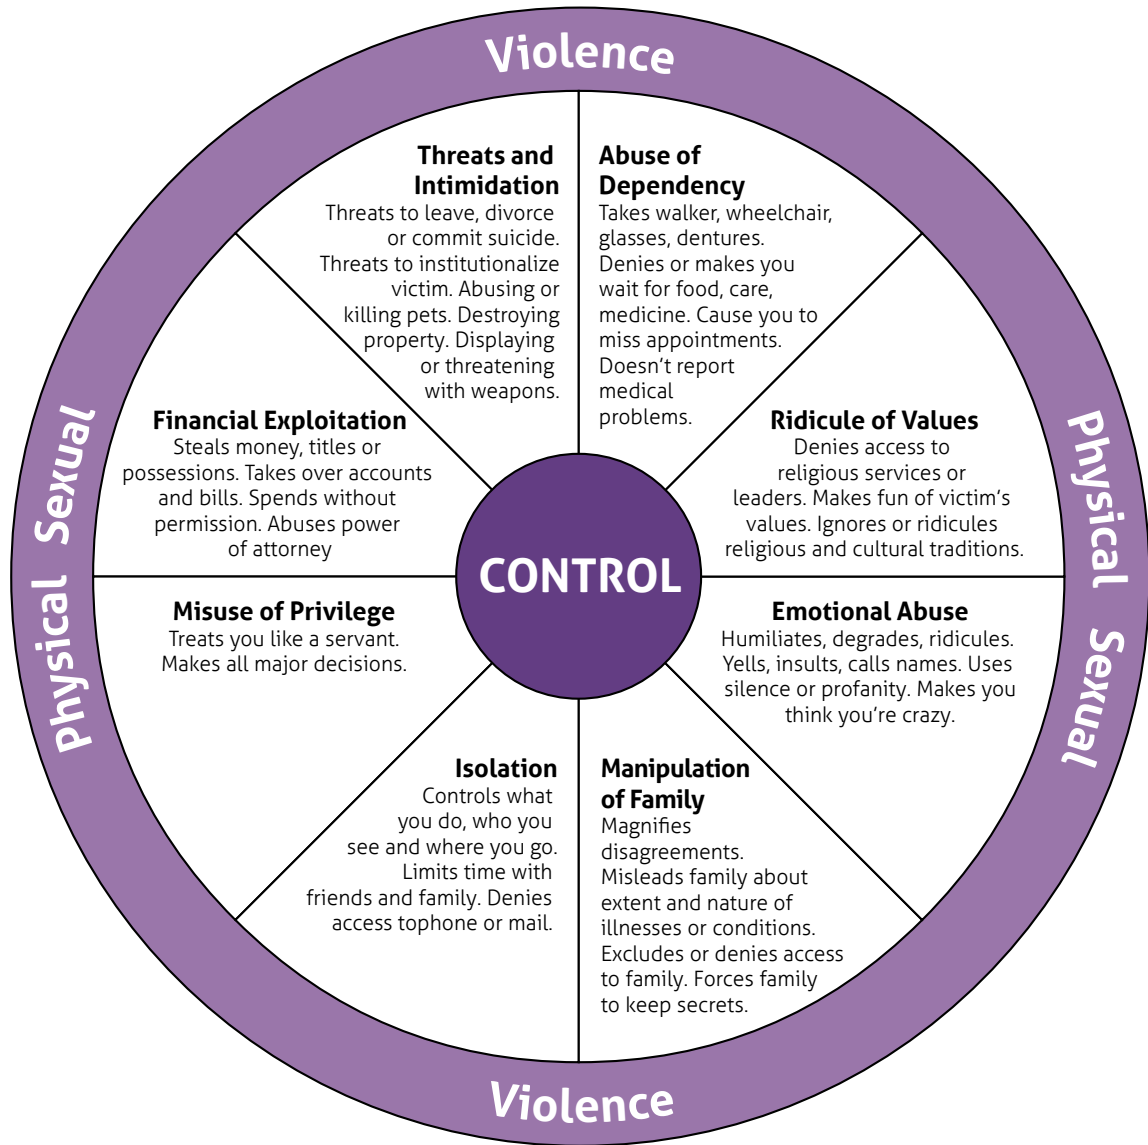 Violence
Threats and
Intimidation
Threats to leave, divorce
or commit suicide.
Threats to institutionalize
victim. Abusing or
killing pets. Destroying
property. Displaying
or threatening
with weapons.
Abuse of
Dependency
Takes walker, wheelchair,
glasses, dentures.
Denies or makes you
wait for food, care,
medicine. Cause you to
miss appointments.
Doesn't report
medical
problems.
Financial Exploitation
Steals money, titles or
possessions. Takes over accounts
and bills. Spends without
permission. Abuses power
of attorney
Ridicule of Values
Denies access to
religious services or
leaders. Makes fun of victim's
values. Ignores or ridicules
religious and cultural traditions.
Physical Sexual
CONTROL
Physical Sexual
Misuse of Privilege
Treats you like a servant.
Makes all major decisions.
Emotional Abuse
Humiliates, degrades, ridicules.
Yells, insults, calls names. Uses
silence or profanity. Makes you
think you're crazy.
Isolation
Controls what
you do, who you
see and where you go.
Limits time with
friends and family. Denies
access tophone or mail.
Manipulation
of Family
Magnifies
disagreements.
Misleads family about
extent and nature of
illnesses or conditions.
Excludes or denies access
to family. Forces family
to keep secrets.
Violence